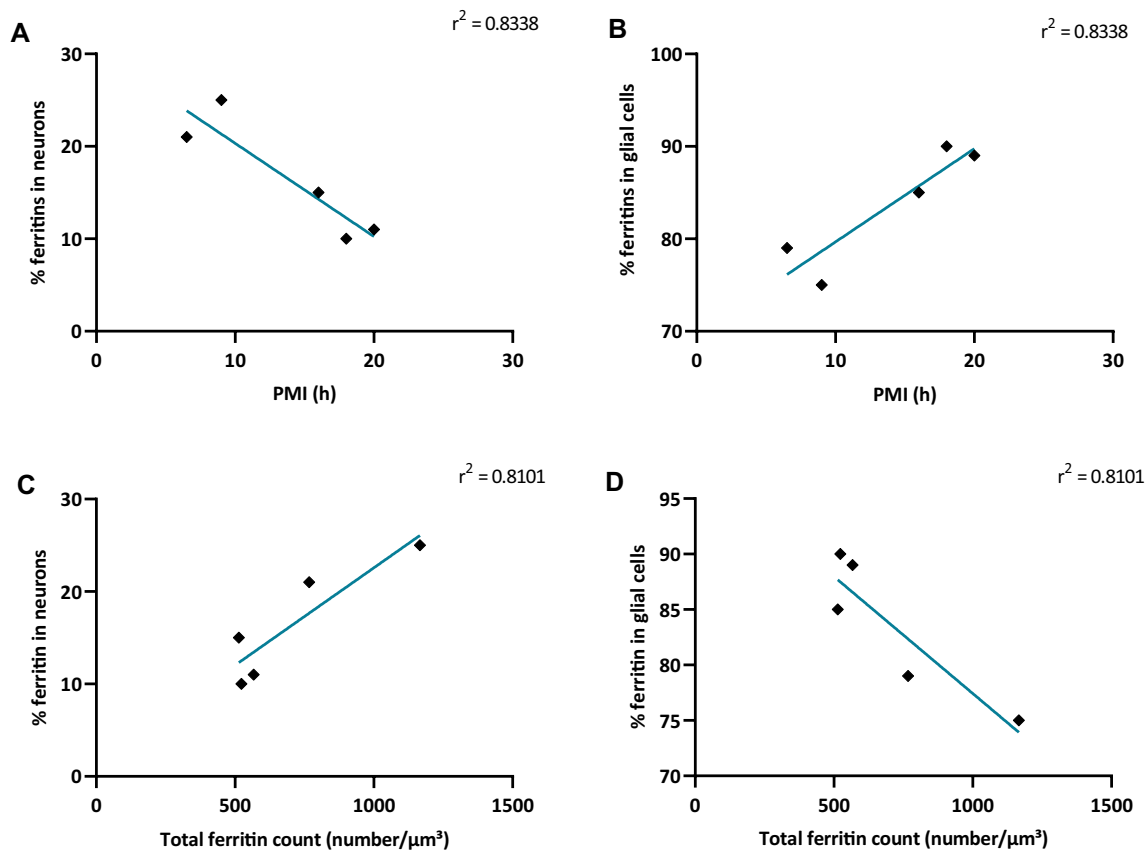 A
r² = 0.8338
% ferritins in neurons
30
20
10
0
0 10 20 30
PMI (h)
B
r² = 0.8338
% ferritins in glial cells
100
90
80
70
0 10 20 30
PMI (h)
C
r² = 0.8101
% ferritin in neurons
30
20
10
0
0 500 1000 1500
Total ferritin count (number/µm³)
D
r² = 0.8101
% ferritin in glial cells
95
90
85
80
75
70
0 500 1000 1500
Total ferritin count (number/µm³)